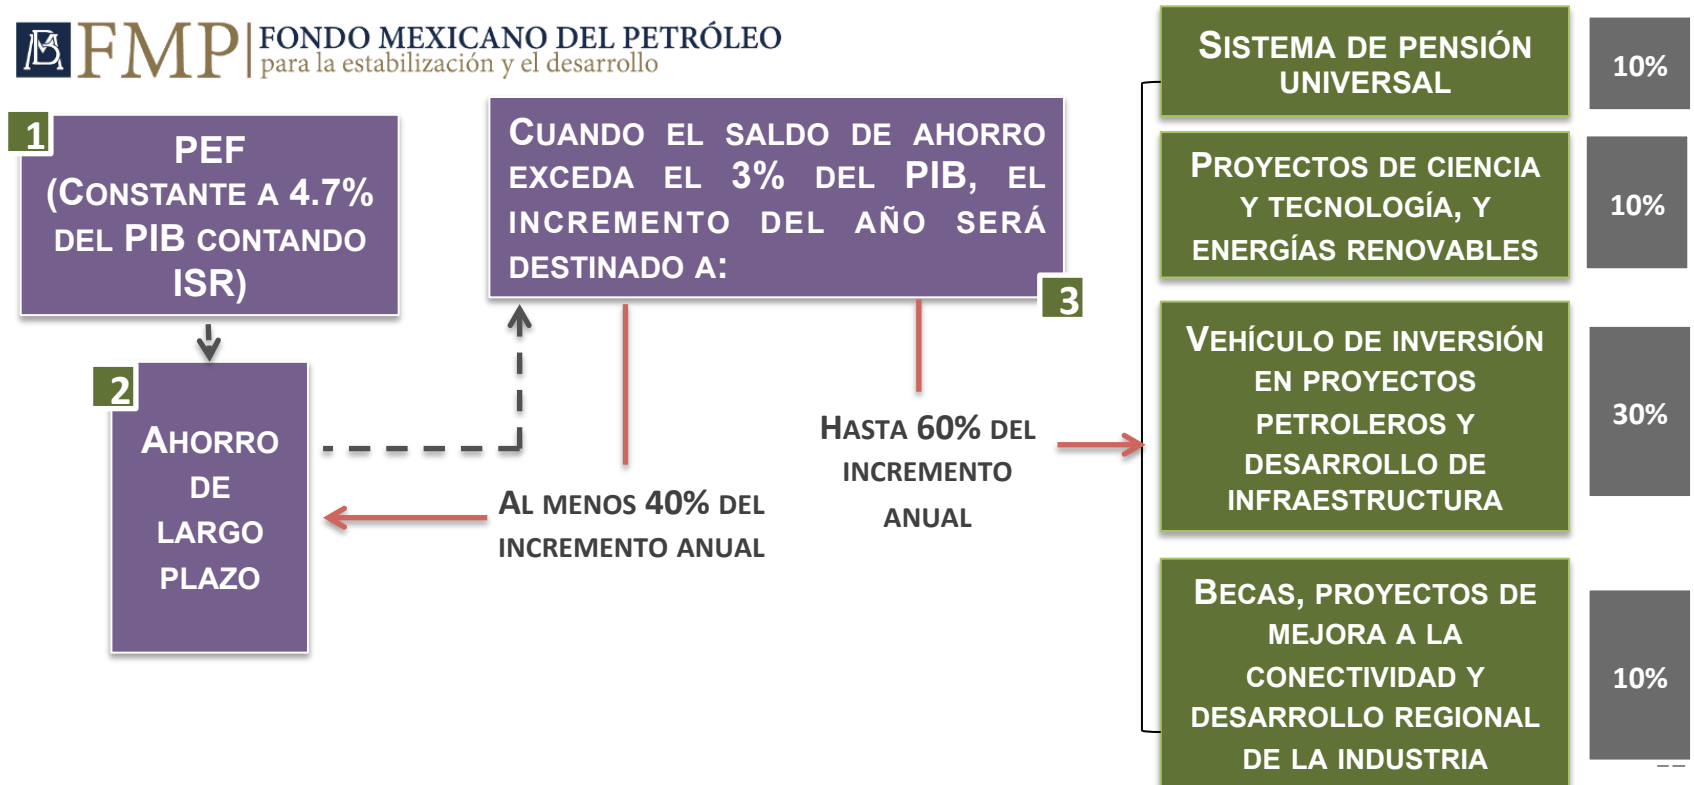 FMP
FONDO MEXICANO DEL PETRÓLEO
para la estabilización y el desarrollo
1
PEF
(CONSTANTE A 4.7%
DEL PIB CONTANDO
ISR)
2
AHORRO
DE
LARGO
PLAZO
CUANDO EL SALDO DE AHORRO
EXCEDA EL 3% DEL PIB, EL
INCREMENTO DEL AÑO SERÁ
DESTINADO A:
3
AL MENOS 40% DEL
INCREMENTO ANUAL
HASTA 60% DEL
INCREMENTO
ANUAL
SISTEMA DE PENSIÓN
UNIVERSAL
10%
PROYECTOS DE CIENCIA
Y TECNOLOGÍA, Y
ENERGÍAS RENOVABLES
10%
VEHÍCULO DE INVERSIÓN
EN PROYECTOS
PETROLEROS Y
DESARROLLO DE
INFRAESTRUCTURA
30%
BECAS, PROYECTOS DE
MEJORA A LA
CONECTIVIDAD Y
DESARROLLO REGIONAL
DE LA INDUSTRIA
10%